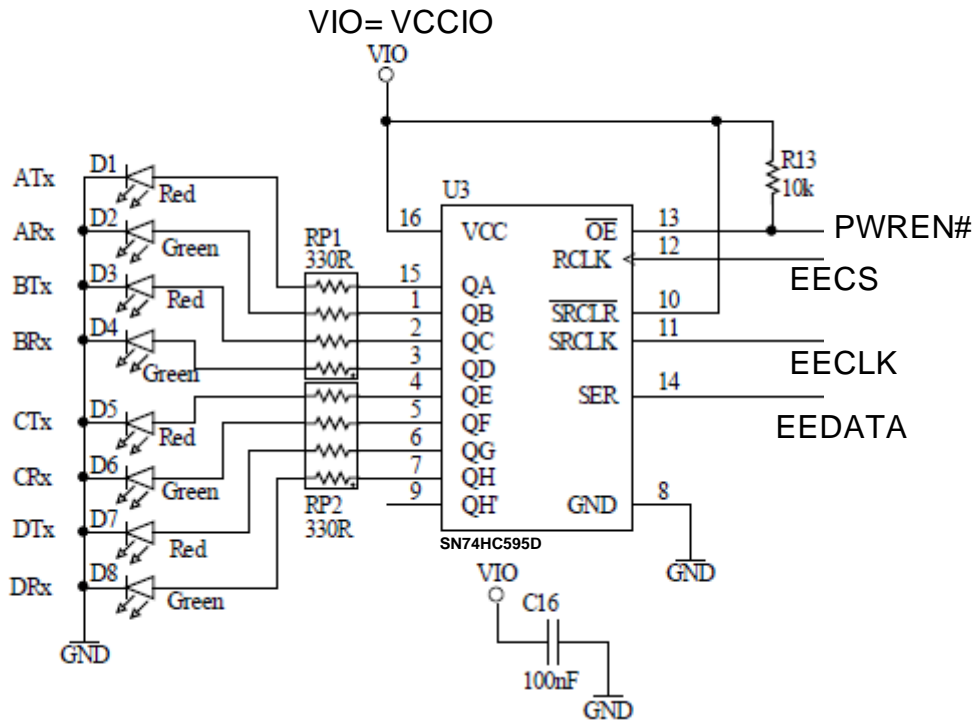 VIO= VCCIO
VIO
R13
10k
PWREN#
EECS
EECLK
EEDATA
ATx
D1
Red
ARx
D2
Green
BTx
D3
Red
BRx
D4
Green
CTx
D5
Red
CRx
D6
Green
DTx
D7
Red
DRx
D8
Green
GND
RP1
330R
RP2
330R
U3
16 VCC OE 13
RCLK 12
15 QA
1 QB SRCLR 10
2 QC SRCLK 11
3 QD
4 QE SER 14
5 QF
6 QG
7 QH
9 QH' GND 8
SN74HC595D
GND
VIO
C16
100nF
GND